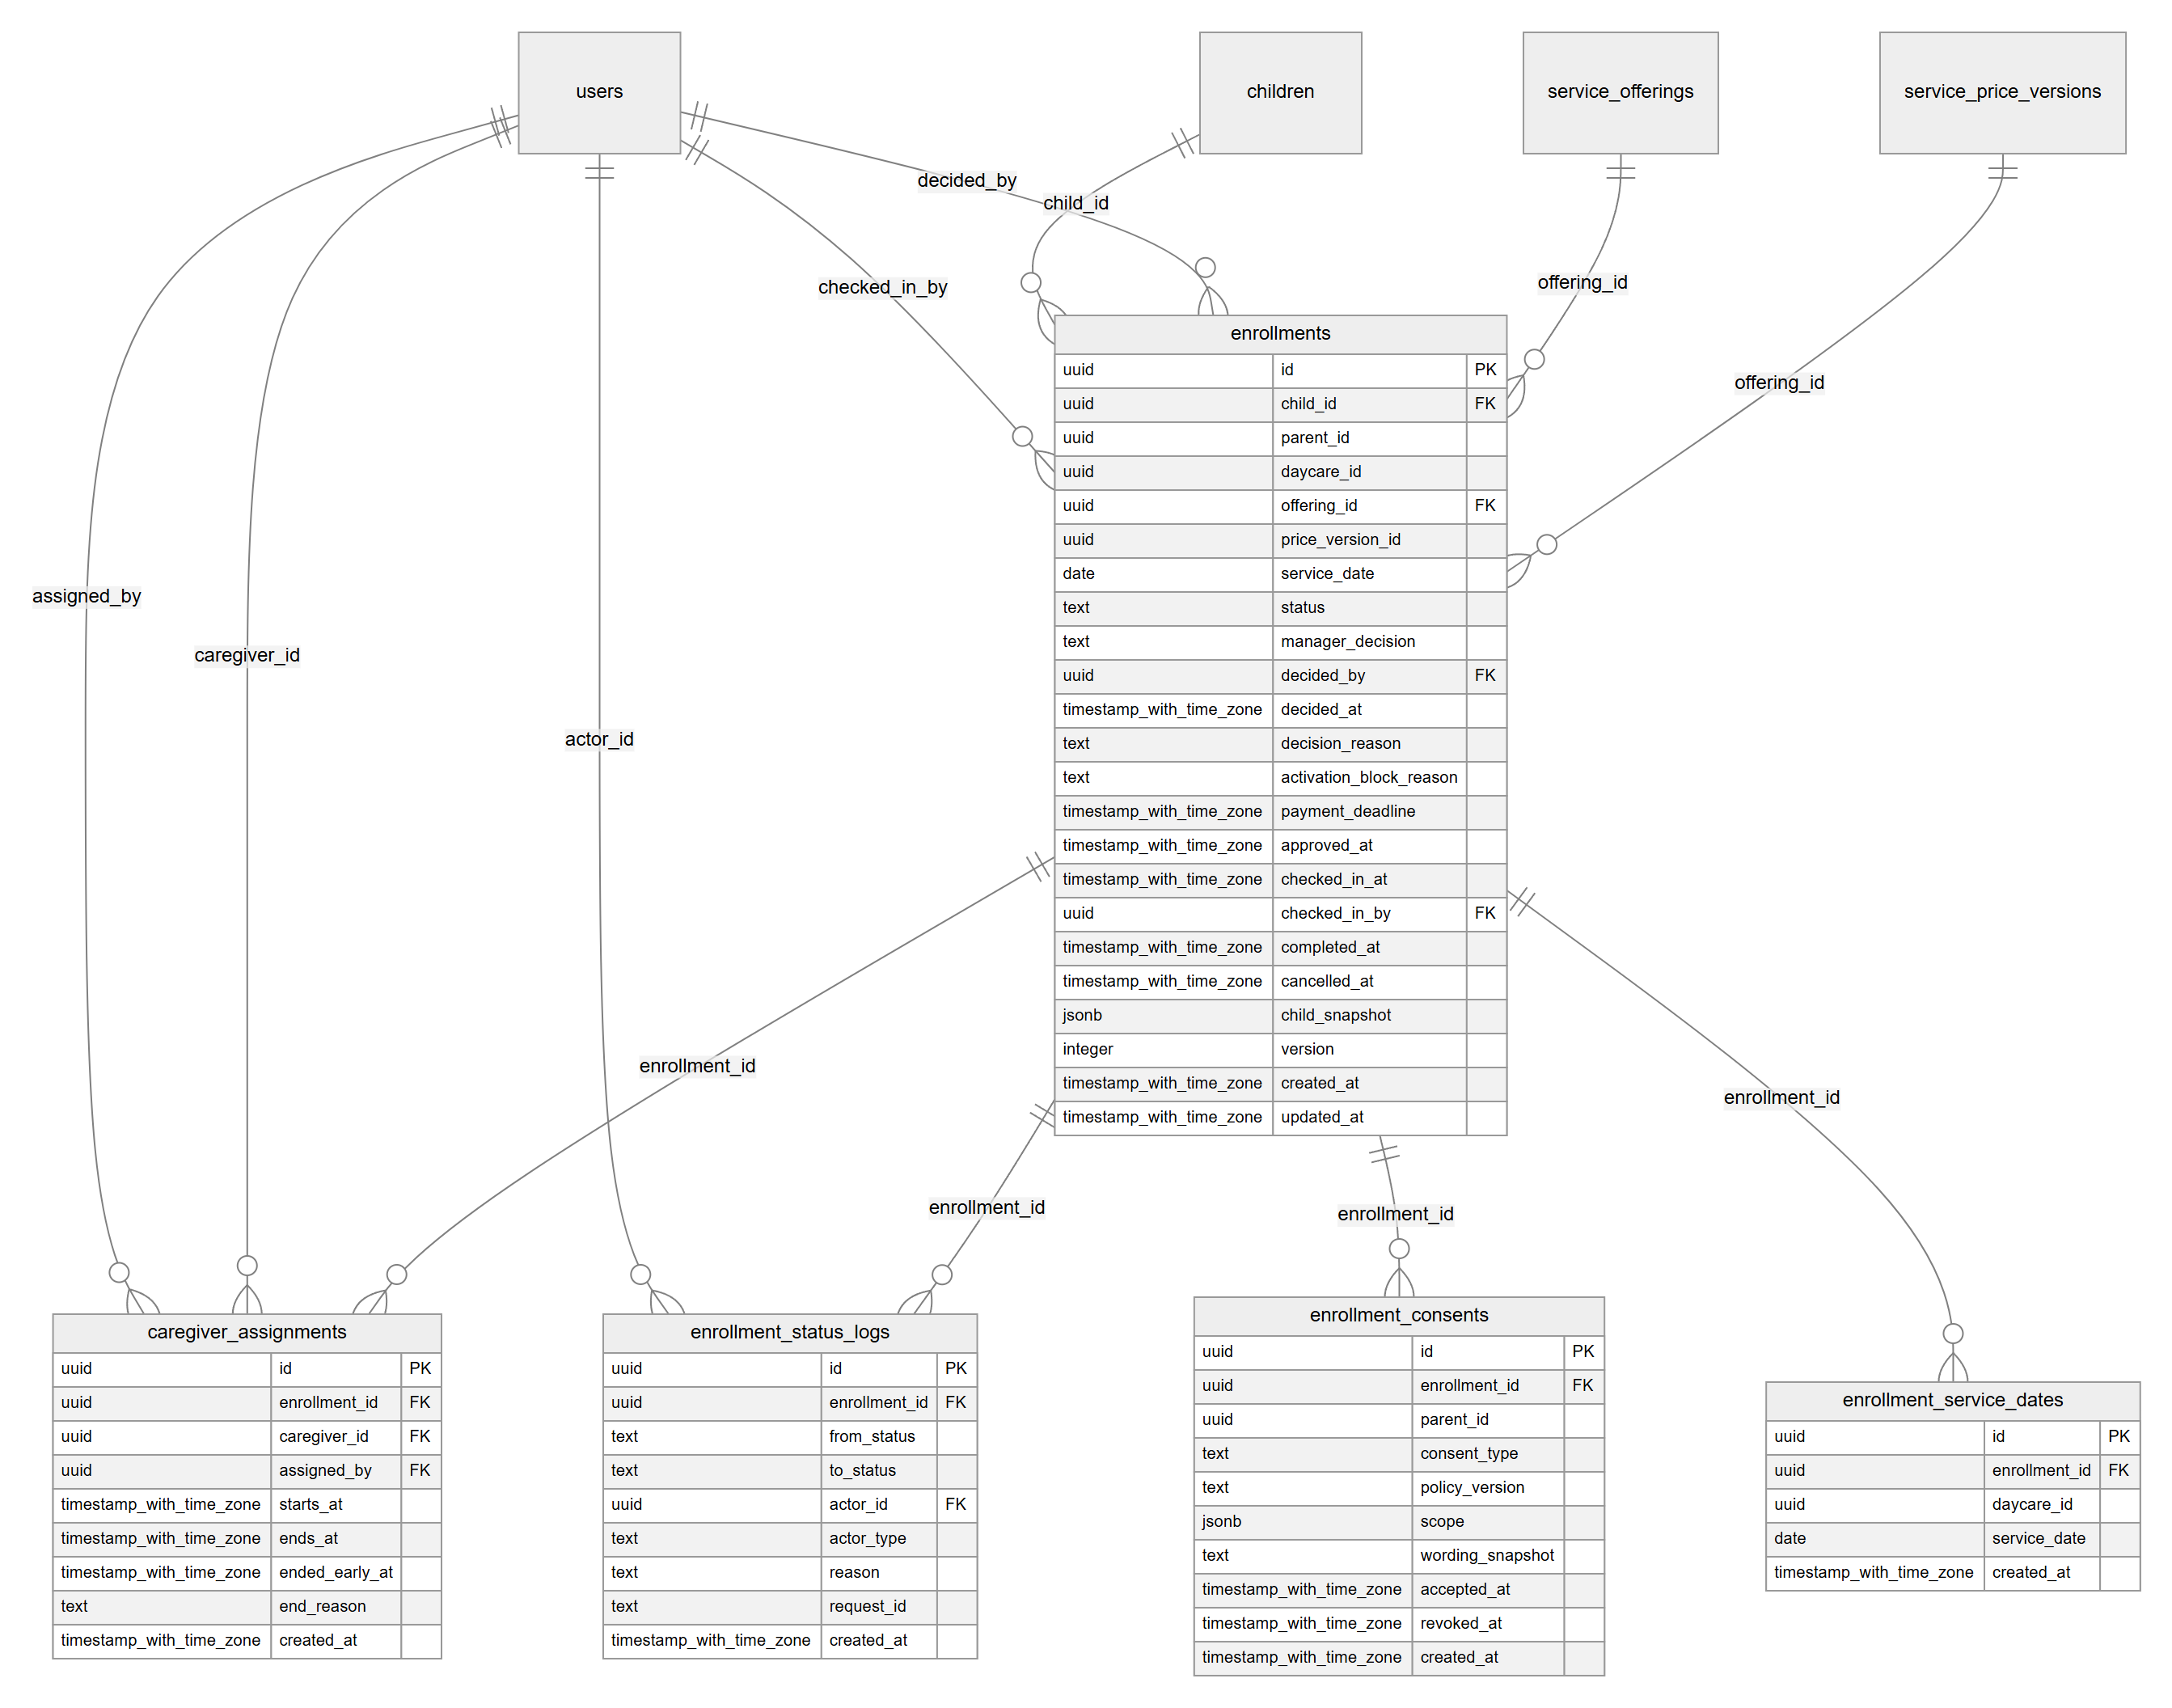 users
children
service_offerings
service_price_versions
decided_by
child_id
checked_in_by
offering_id
offering_id
assigned_by
caregiver_id
actor_id
enrollments
uuid id PK
uuid child_id FK
uuid parent_id
uuid daycare_id
uuid offering_id FK
uuid price_version_id
date service_date
text status
text manager_decision
uuid decided_by FK
timestamp_with_time_zone decided_at
text decision_reason
text activation_block_reason
timestamp_with_time_zone payment_deadline
timestamp_with_time_zone approved_at
timestamp_with_time_zone checked_in_at
uuid checked_in_by FK
timestamp_with_time_zone completed_at
timestamp_with_time_zone cancelled_at
jsonb child_snapshot
integer version
timestamp_with_time_zone created_at
timestamp_with_time_zone updated_at
enrollment_id
enrollment_id
enrollment_id
enrollment_id
caregiver_assignments
uuid id PK
uuid enrollment_id FK
uuid caregiver_id FK
uuid assigned_by FK
timestamp_with_time_zone starts_at
timestamp_with_time_zone ends_at
timestamp_with_time_zone ended_early_at
text end_reason
timestamp_with_time_zone created_at
enrollment_status_logs
uuid id PK
uuid enrollment_id FK
text from_status
text to_status
uuid actor_id FK
text actor_type
text reason
text request_id
timestamp_with_time_zone created_at
enrollment_consents
uuid id PK
uuid enrollment_id FK
uuid parent_id
text consent_type
text policy_version
jsonb scope
text wording_snapshot
timestamp_with_time_zone accepted_at
timestamp_with_time_zone revoked_at
timestamp_with_time_zone created_at
enrollment_service_dates
uuid id PK
uuid enrollment_id FK
uuid daycare_id
date service_date
timestamp_with_time_zone created_at